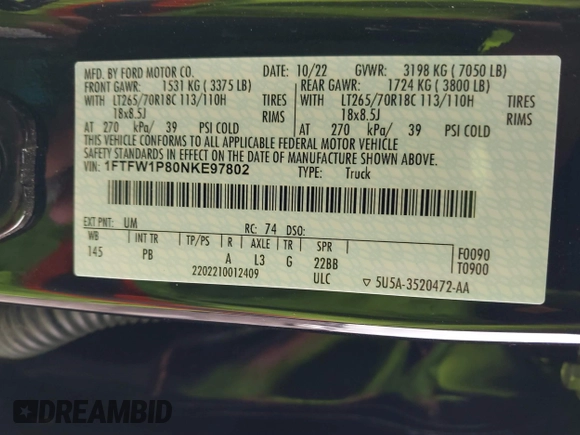 MFD. BY FORD MOTOR CO. DATE: 10/22 GVWR: 3198 KG ( 7050 LB)
FRONT GAWR: 1531 KG ( 3375 LB) REAR GAWR: 1724 KG ( 3800 LB)
WITH LT265/70R18C 113/110H TIRES WITH LT265/70R18C 113/110H TIRES
18x8.5J RIMS 18x8.5J RIMS
AT 270 kPa/ 39 PSI COLD AT 270 kPa/ 39 PSI COLD
THIS VEHICLE CONFORMS TO ALL APPLICABLE FEDERAL MOTOR VEHICLE
SAFETY STANDARDS IN EFFECT ON THE DATE OF MANUFACTURE SHOWN ABOVE.
VIN: 1FTFW1P80NKE97802 TYPE: Truck
EXT PNT: UM RC: 74 DSO:
WB INT TR TP/PS R AXLE TR SPR F0090
145 PB A L3 G 22BB T0900
2202210012409 ULC 5U5A-3520472-AA
DREAMBID